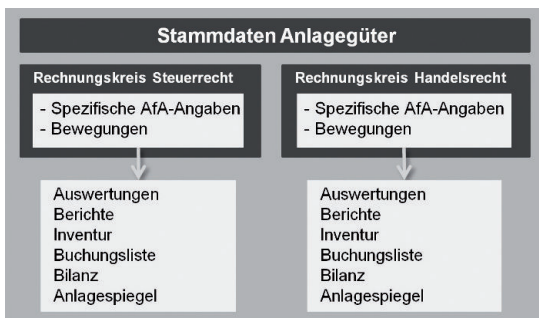 Stammdaten Anlagegüter
Rechnungskreis Steuerrecht
- Spezifische AfA-Angaben
- Bewegungen
Auswertungen
Berichte
Inventur
Buchungsliste
Bilanz
Anlagespiegel
Rechnungskreis Handelsrecht
- Spezifische AfA-Angaben
- Bewegungen
Auswertungen
Berichte
Inventur
Buchungsliste
Bilanz
Anlagespiegel